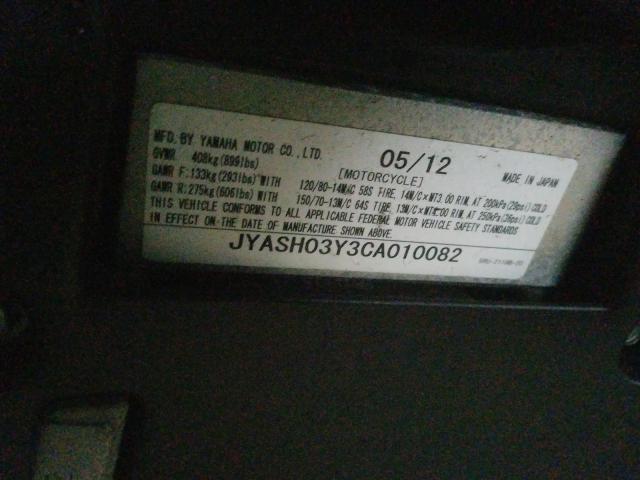 MFD. BY YAMAHA MOTOR CO., LTD. 05/12
GVWR 408kg(899lbs) [MOTORCYCLE] MADE IN JAPAN
GAWR F:133kg(293lbs) WITH 120/80-14M/C 58S TIRE, 14M/C×MT3.00 RIM, AT 200kPa(29psi)COLD
GAWR R:275kg(606lbs) WITH 150/70-13M/C 64S TIRE, 13M/C× RIM, AT 250kPa(36psi)COLD
THIS VEHICLE CONFORMS TO ALL APPLICABLE FEDERAL MOTOR VEHICLE SAFETY STANDARDS
IN EFFECT ON THE DATE OF MANUFACTURE SHOWN ABOVE.
JYASH03Y3CA010082